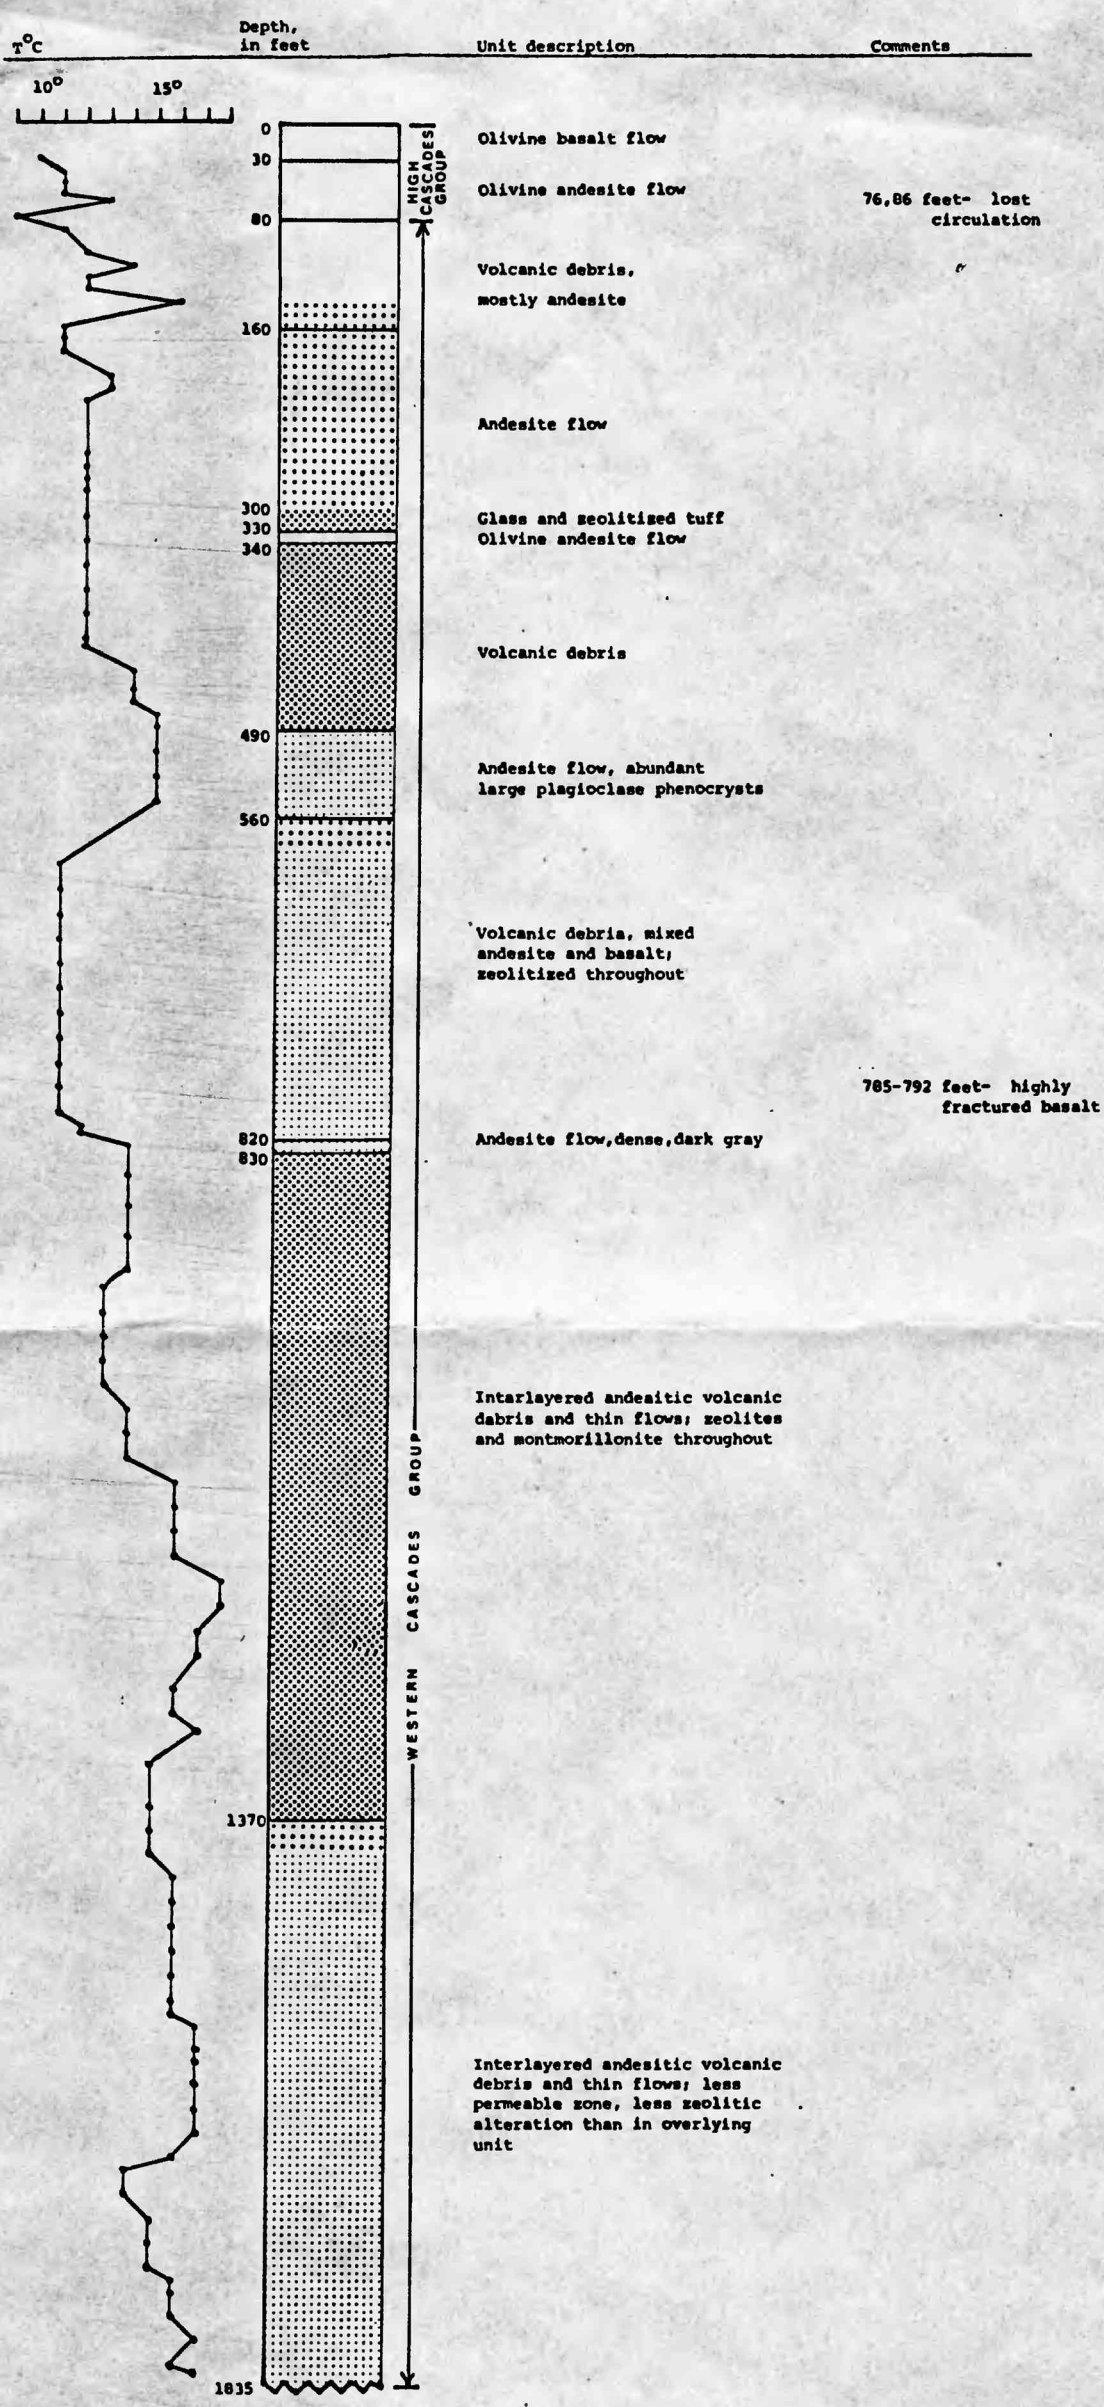 T°C
Depth,
in feet
Unit description
Comments
10° 15°
0
30
80
HIGH
CASCADES
GROUP
Olivine basalt flow
Olivine andesite flow
76,86 feet- lost
circulation
Volcanic debris,
mostly andesite
160
Andesite flow
300
330
340
Glass and zeolitized tuff
Olivine andesite flow
Volcanic debris
490
Andesite flow, abundant
large plagioclase phenocrysts
560
Volcanic debria, mixed
andesite and basalt;
zeolitized throughout
785-792 feet- highly
fractured basalt
820
830
Andesite flow,dense,dark gray
Intarlayered andeaitic volcanic
dabris and thin flows; zeolites
and montmorillonite throughout
WESTERN CASCADES GROUP
1370
Interlayered andesitic volcanic
debris and thin flows; less
permeable zone, less zeolitic
alteration than in overlying
unit
1835